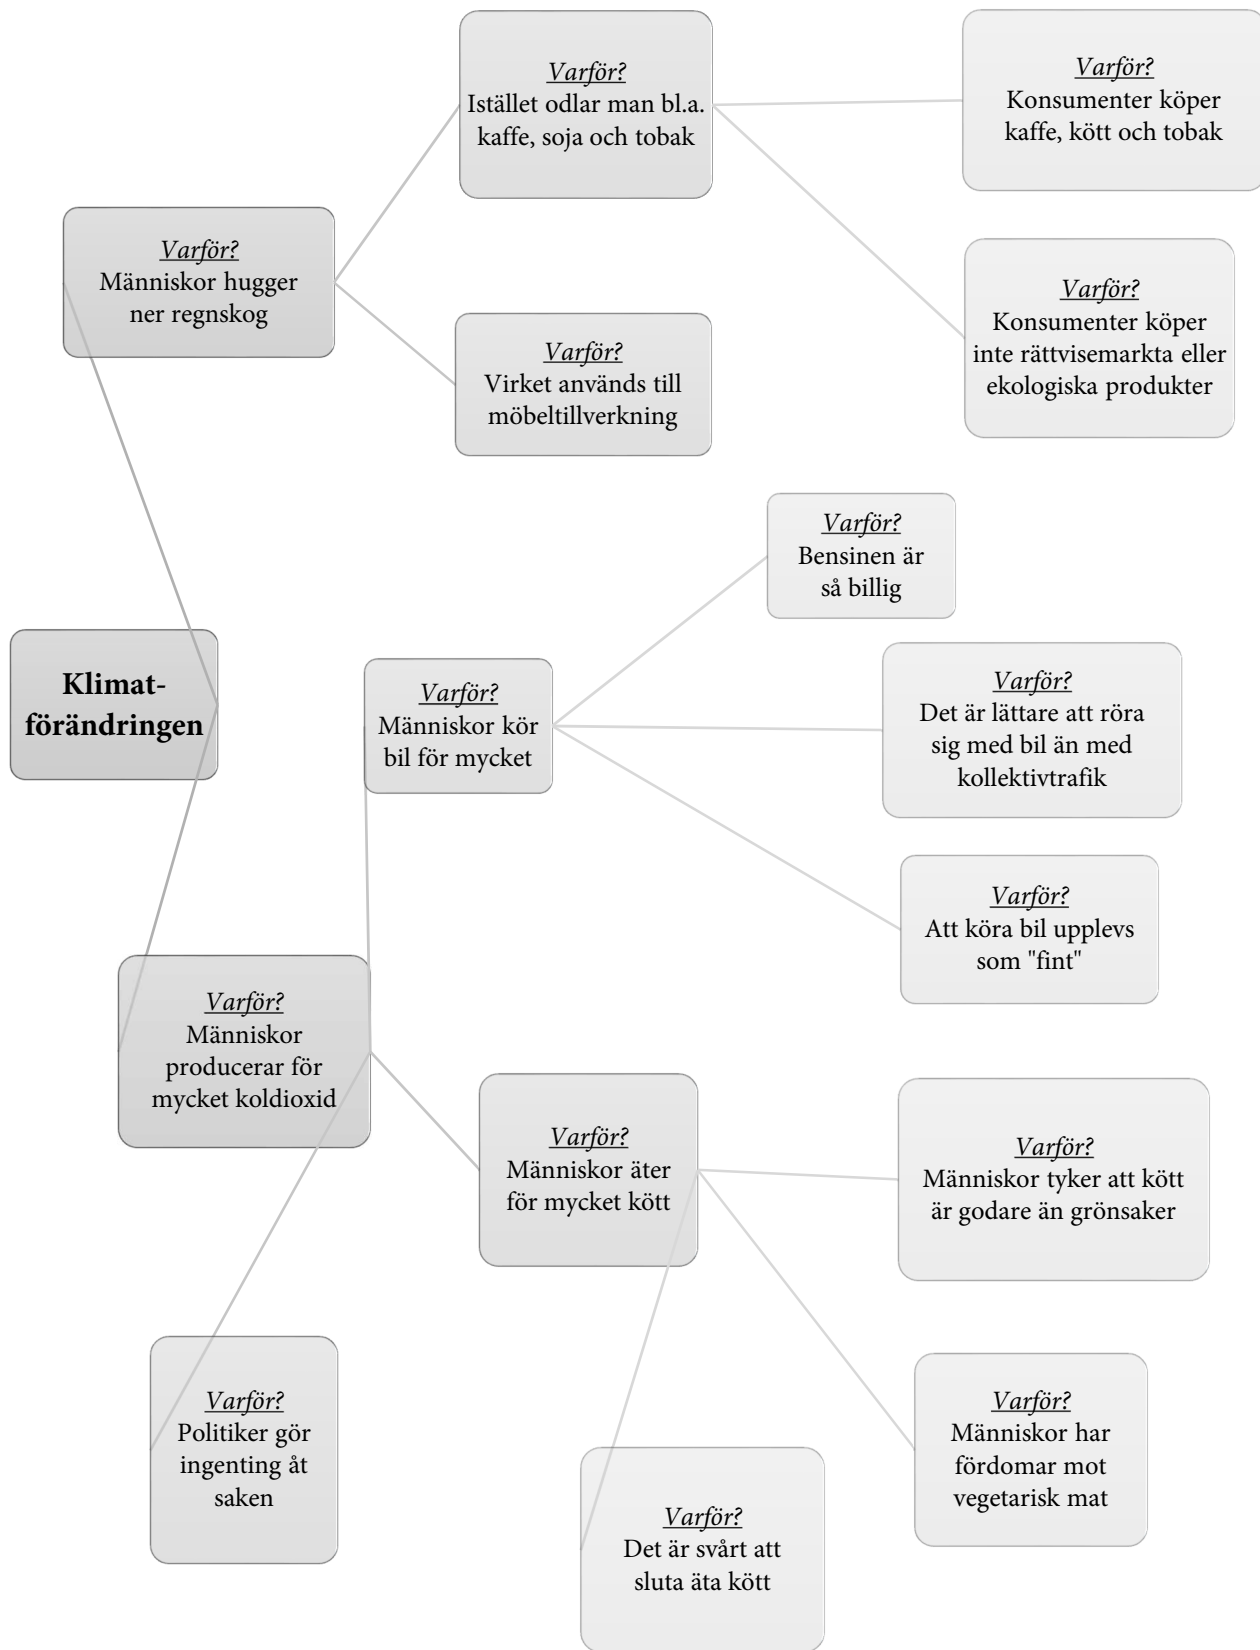 Varför?
Istället odlar man bl.a.
kaffe, soja och tobak
Varför?
Konsumenter köper
kaffe, kött och tobak
Varför?
Människor hugger
ner regnskog
Varför?
Konsumenter köper
inte rättvisemarkta eller
ekologiska produkter
Varför?
Virket används till
möbeltillverkning
Varför?
Bensinen är
så billig
Klimat-
förändringen
Varför?
Människor kör
bil för mycket
Varför?
Det är lättare att röra
sig med bil än med
kollektivtrafik
Varför?
Att köra bil upplevs
som "fint"
Varför?
Människor
producerar för
mycket koldioxid
Varför?
Människor äter
för mycket kött
Varför?
Människor tyker att kött
är godare än grönsaker
Varför?
Politiker gör
ingenting åt
saken
Varför?
Människor har
fördomar mot
vegetarisk mat
Varför?
Det är svårt att
sluta äta kött